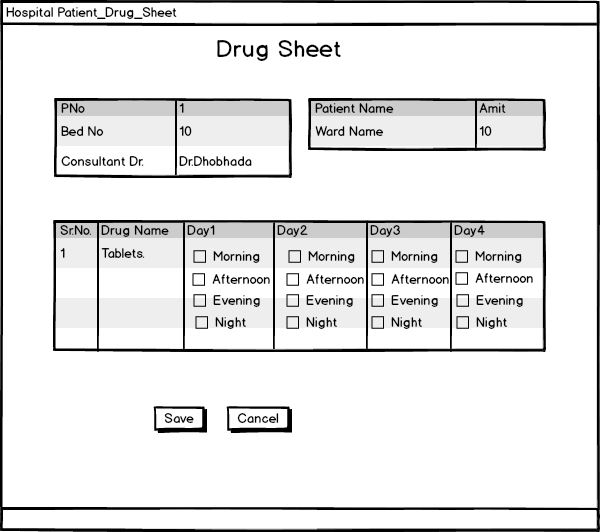 Hospital Patient_Drug_Sheet
Drug Sheet
PNo 1
Bed No 10
Consultant Dr. Dr.Dhobhada
Patient Name Amit
Ward Name 10
Sr.No. Drug Name Day1 Day2 Day3 Day4
1 Tablets. Morning Morning Morning Morning
Afternoon Afternoon Afternoon Afternoon
Evening Evening Evening Evening
Night Night Night Night
Save Cancel